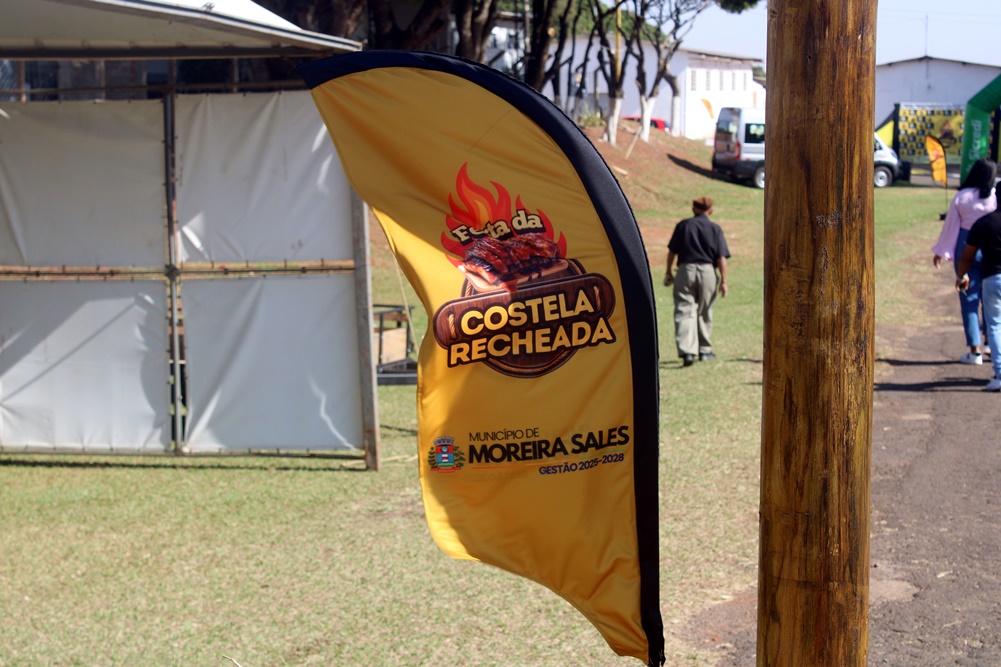 Festa da
COSTELA
RECHEADA
MUNICÍPIO DE
MOREIRA SALES
GESTÃO 2025-2028